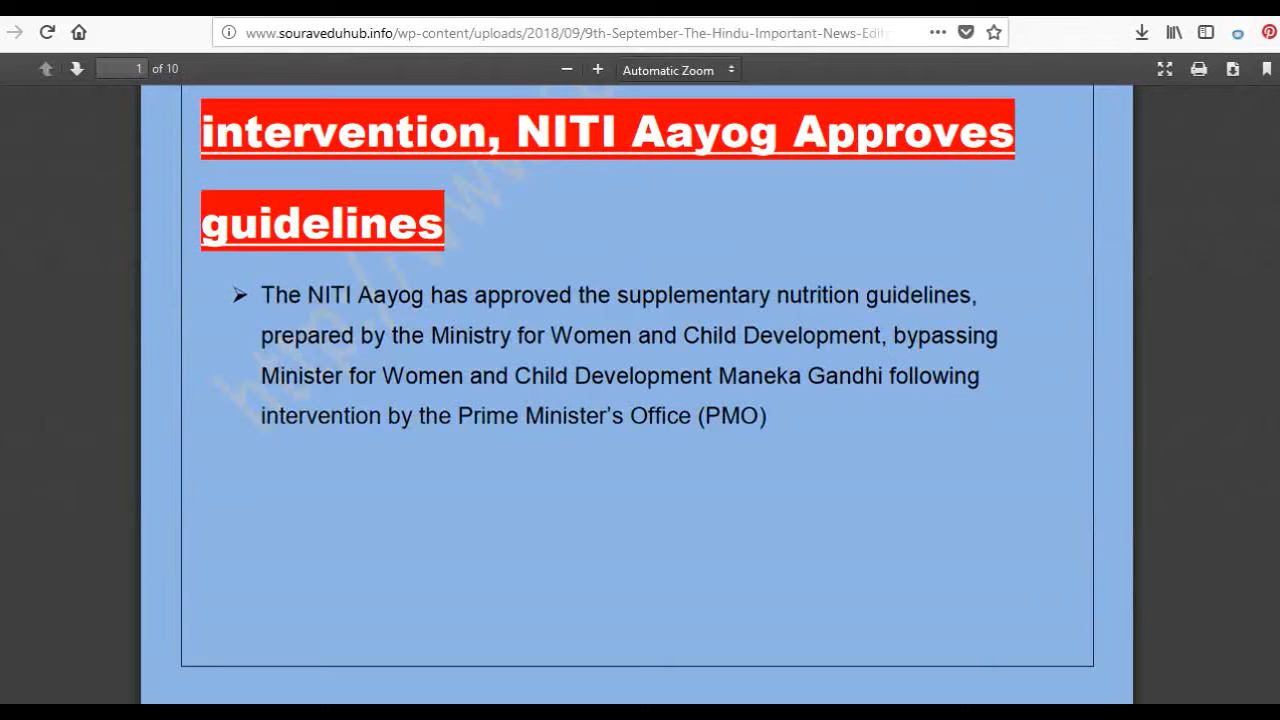 www.souraveduhub.info/wp-content/uploads/2018/09/9th-September-The-Hindu-Important-News-Edit
1 of 10
Automatic Zoom
intervention, NITI Aayog Approves
guidelines
➤ The NITI Aayog has approved the supplementary nutrition guidelines,
prepared by the Ministry for Women and Child Development, bypassing
Minister for Women and Child Development Maneka Gandhi following
intervention by the Prime Minister’s Office (PMO)
http://www.